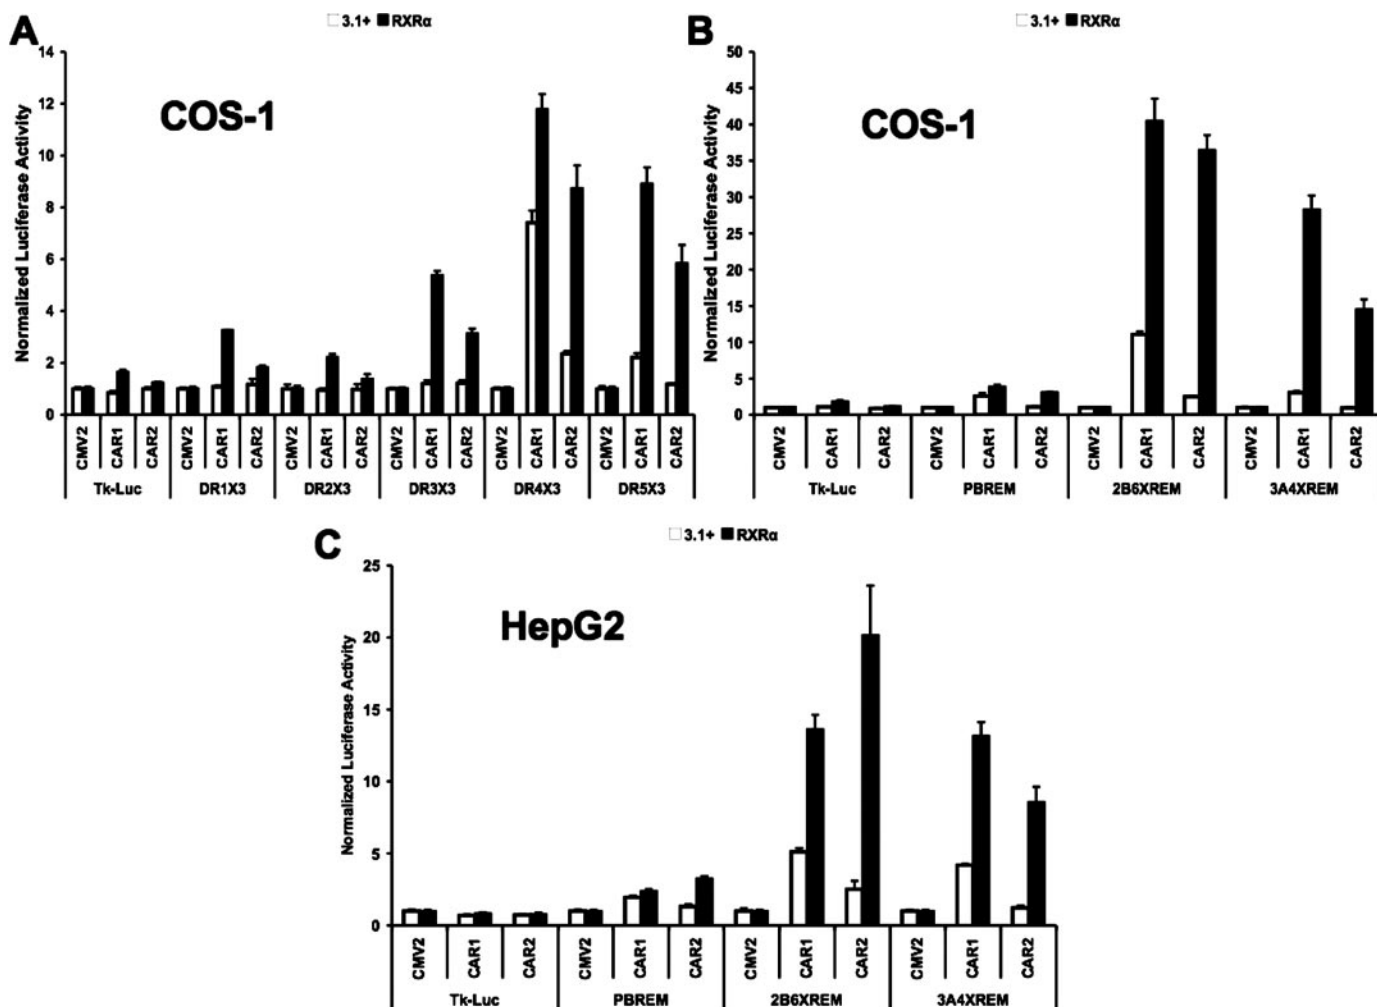 A
3.1+ RXRα
COS-1
Normalized Luciferase Activity
14
12
10
8
6
4
2
0
CMV2 CAR1 CAR2 CMV2 CAR1 CAR2 CMV2 CAR1 CAR2 CMV2 CAR1 CAR2 CMV2 CAR1 CAR2 CMV2 CAR1 CAR2
Tk-Luc DR1X3 DR2X3 DR3X3 DR4X3 DR5X3
B
3.1+ RXRα
COS-1
Normalized Luciferase Activity
50
45
40
35
30
25
20
15
10
5
0
CMV2 CAR1 CAR2 CMV2 CAR1 CAR2 CMV2 CAR1 CAR2 CMV2 CAR1 CAR2
Tk-Luc PBREM 2B6XREM 3A4XREM
C
3.1+ RXRα
HepG2
Normalized Luciferase Activity
25
20
15
10
5
0
CMV2 CAR1 CAR2 CMV2 CAR1 CAR2 CMV2 CAR1 CAR2 CMV2 CAR1 CAR2
Tk-Luc PBREM 2B6XREM 3A4XREM